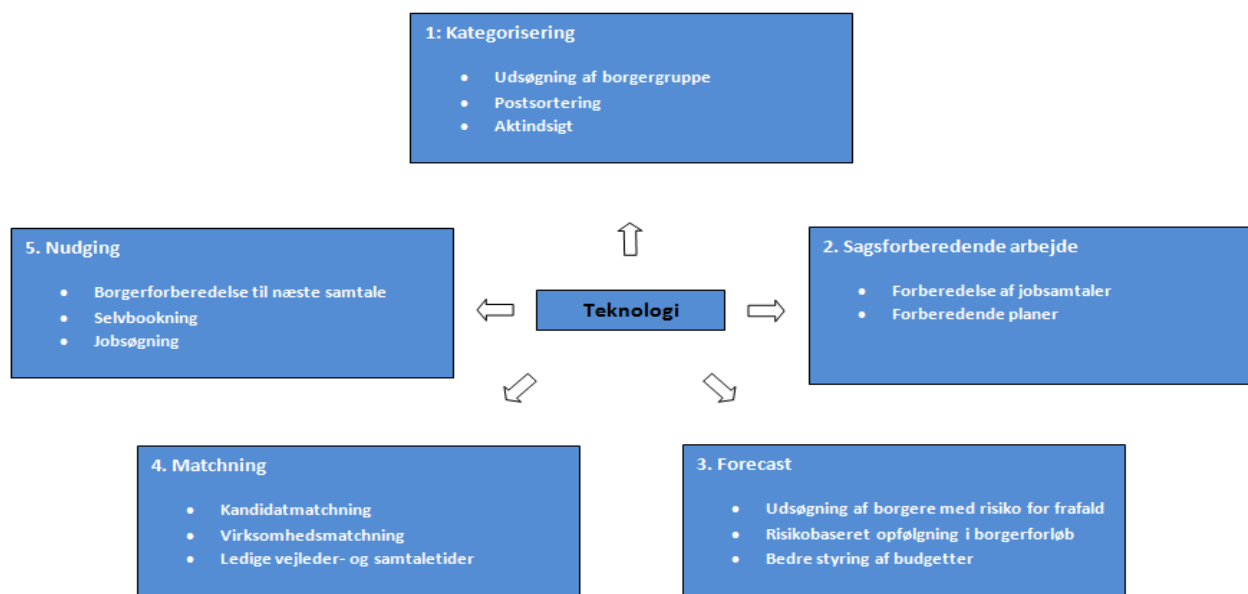 1: Kategorisering
• Udsøgning af borgergruppe
• Postsortering
• Aktindsigt
5. Nudging
• Borgerforberedelse til næste samtale
• Selvbookning
• Jobsøgning
Teknologi
2. Sagsforberedende arbejde
• Forberedelse af jobsamtaler
• Forberedende planer
4. Matchning
• Kandidatmatchning
• Virksomhedsmatchning
• Ledige vejleder- og samtaletider
3. Forecast
• Udsøgning af borgere med risiko for frafald
• Risikobaseret opfølgning i borgerforløb
• Bedre styring af budgetter